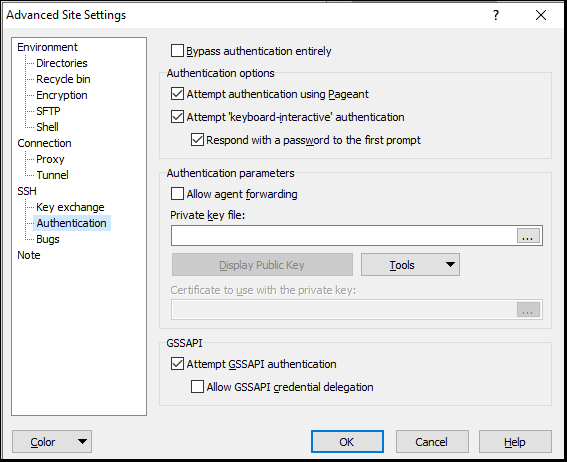 Advanced Site Settings
?
Environment
Directories
Recycle bin
Encryption
SFTP
Shell
Connection
Proxy
Tunnel
SSH
Key exchange
Authentication
Bugs
Note
Bypass authentication entirely
Authentication options
Attempt authentication using Pageant
Attempt 'keyboard-interactive' authentication
Respond with a password to the first prompt
Authentication parameters
Allow agent forwarding
Private key file:
...
Display Public Key
Tools
Certificate to use with the private key:
...
GSSAPI
Attempt GSSAPI authentication
Allow GSSAPI credential delegation
Color
OK
Cancel
Help